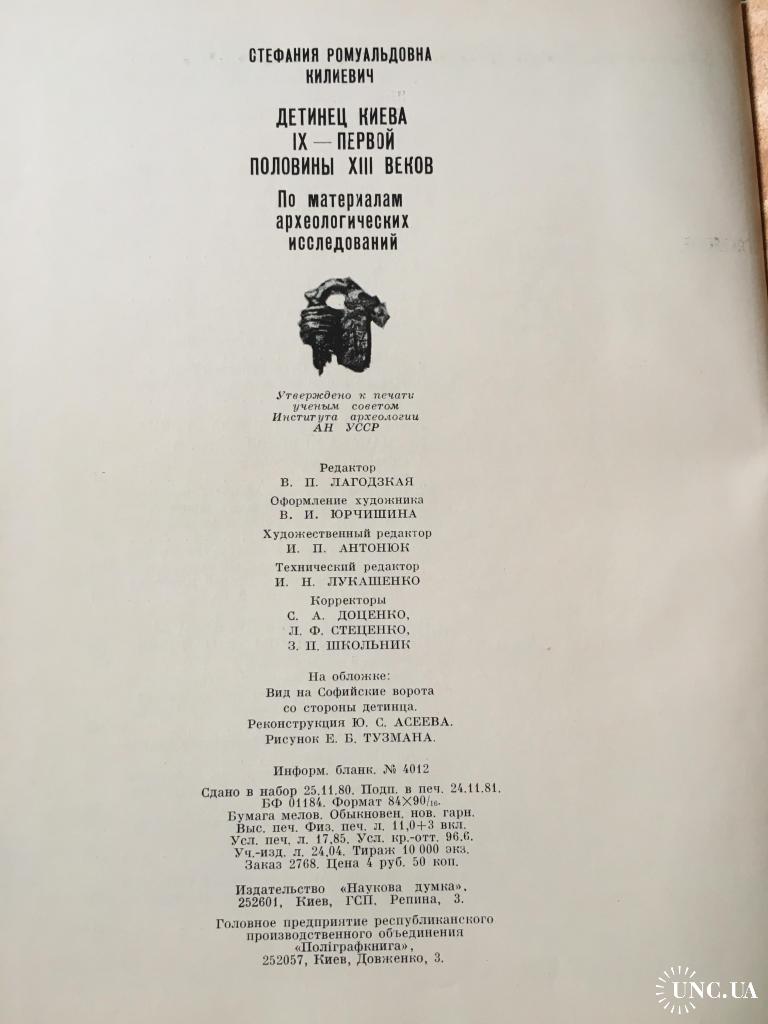 СТЕФАНИЯ РОМУАЛЬДОВНА
КИЛИЕВИЧ
ДЕТИНЕЦ КИЕВА
IX — ПЕРВОЙ
ПОЛОВИНЫ XIII ВЕКОВ
По материалам
археологических
исследований
Утверждено к печати
ученым советом
Института археологии
АН УССР
Редактор
В. П. ЛАГОДЗКАЯ
Оформление художника
В. И. ЮРЧИШИНА
Художественный редактор
И. П. АНТОНЮК
Технический редактор
И. Н. ЛУКАШЕНКО
Корректоры
С. А. ДОЦЕНКО,
Л. Ф. СТЕЦЕНКО,
З. П. ШКОЛЬНИК
На обложке:
Вид на Софийские ворота
со стороны детинца.
Реконструкция Ю. С. АСЕЕВА.
Рисунок Е. Б. ТУЗМАНА.
Информ. бланк. № 4012
Сдано в набор 25.11.80. Подп. в печ. 24.11.81.
БФ 01184. Формат 84×90/16.
Бумага мелов. Обыкновен. нов. гарн.
Выс. печ. Физ. печ. л. 11,0+3 вкл.
Усл. печ. л. 17,85. Усл. кр.-отт. 96,6.
Уч.-изд. л. 24,04. Тираж 10 000 экз.
Заказ 2768. Цена 4 руб. 50 коп.
Издательство «Наукова думка».
252601, Киев, ГСП, Репина, 3.
Головное предприятие республиканского
производственного объединения
«Поліграфкнига»,
252057, Киев, Довженко, 3.
UNC.UA